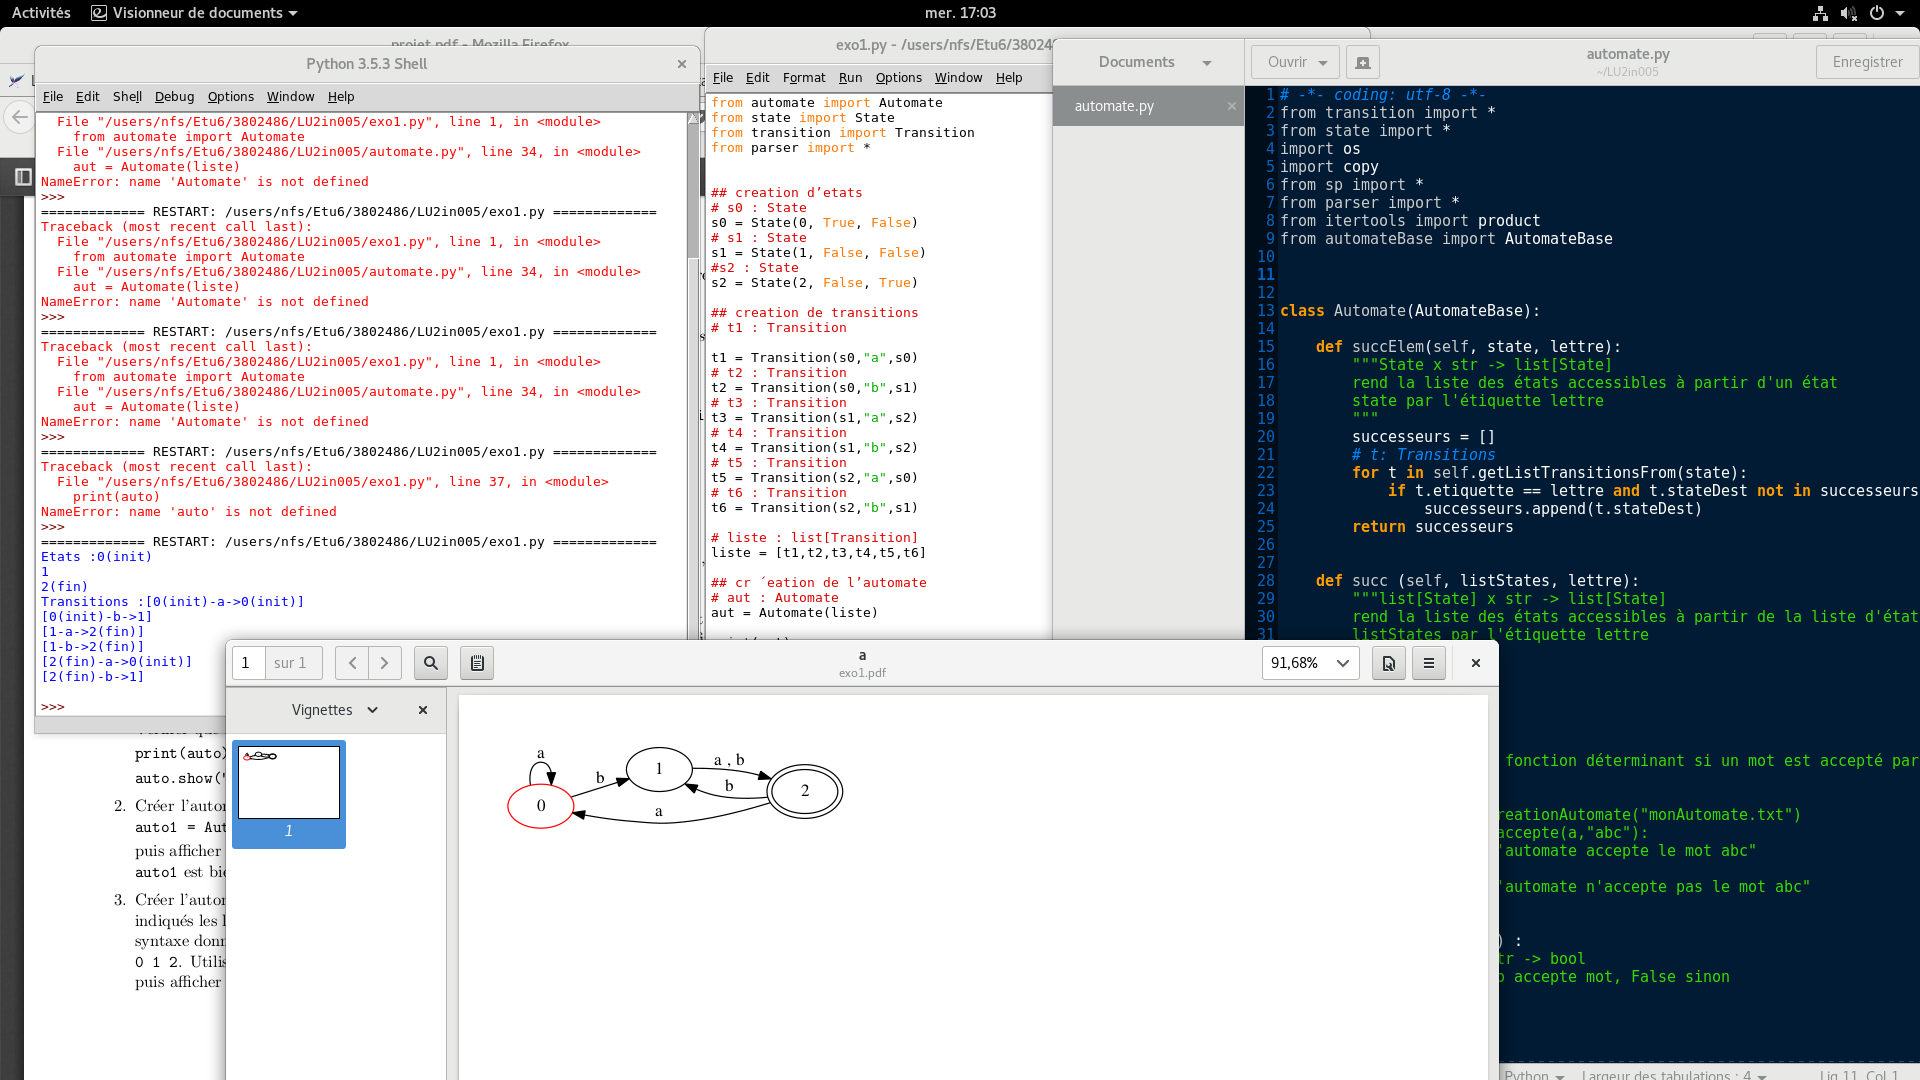 Activités
Visionneur de documents
mer. 17:03
projet.pdf - Mozilla Firefox
Python 3.5.3 Shell
File Edit Shell Debug Options Window Help
File "/users/nfs/Etu6/3802486/LU2in005/exo1.py", line 1, in <module>
from automate import Automate
File "/users/nfs/Etu6/3802486/LU2in005/automate.py", line 34, in <module>
aut = Automate(liste)
NameError: name 'Automate' is not defined
>>>
============= RESTART: /users/nfs/Etu6/3802486/LU2in005/exo1.py =============
Traceback (most recent call last):
File "/users/nfs/Etu6/3802486/LU2in005/exo1.py", line 1, in <module>
from automate import Automate
File "/users/nfs/Etu6/3802486/LU2in005/automate.py", line 34, in <module>
aut = Automate(liste)
NameError: name 'Automate' is not defined
>>>
============= RESTART: /users/nfs/Etu6/3802486/LU2in005/exo1.py =============
Traceback (most recent call last):
File "/users/nfs/Etu6/3802486/LU2in005/exo1.py", line 1, in <module>
from automate import Automate
File "/users/nfs/Etu6/3802486/LU2in005/automate.py", line 34, in <module>
aut = Automate(liste)
NameError: name 'Automate' is not defined
>>>
============= RESTART: /users/nfs/Etu6/3802486/LU2in005/exo1.py =============
Traceback (most recent call last):
File "/users/nfs/Etu6/3802486/LU2in005/exo1.py", line 37, in <module>
print(auto)
NameError: name 'auto' is not defined
>>>
============= RESTART: /users/nfs/Etu6/3802486/LU2in005/exo1.py =============
Etats :0(init)
1
2(fin)
Transitions :[0(init)-a->0(init)]
[0(init)-b->1]
[1-a->2(fin)]
[1-b->2(fin)]
[2(fin)-a->0(init)]
[2(fin)-b->1]
>>>
exo1.py - /users/nfs/Etu6/38024
File Edit Format Run Options Window Help
from automate import Automate
from state import State
from transition import Transition
from parser import *
## creation d’etats
# s0 : State
s0 = State(0, True, False)
# s1 : State
s1 = State(1, False, False)
#s2 : State
s2 = State(2, False, True)
## creation de transitions
# t1 : Transition
t1 = Transition(s0,"a",s0)
# t2 : Transition
t2 = Transition(s0,"b",s1)
# t3 : Transition
t3 = Transition(s1,"a",s2)
# t4 : Transition
t4 = Transition(s1,"b",s2)
# t5 : Transition
t5 = Transition(s2,"a",s0)
# t6 : Transition
t6 = Transition(s2,"b",s1)
# liste : list[Transition]
liste = [t1,t2,t3,t4,t5,t6]
## cr ´eation de l’automate
# aut : Automate
aut = Automate(liste)
Documents
automate.py
Ouvrir
automate.py
~/LU2in005
Enregistrer
1 # -*- coding: utf-8 -*-
2 from transition import *
3 from state import *
4 import os
5 import copy
6 from sp import *
7 from parser import *
8 from itertools import product
9 from automateBase import AutomateBase
10
11
12
13 class Automate(AutomateBase):
14
15 def succElem(self, state, lettre):
16 """State x str -> list[State]
17 rend la liste des états accessibles à partir d'un état
18 state par l'étiquette lettre
19 """
20 successeurs = []
21 # t: Transitions
22 for t in self.getListTransitionsFrom(state):
23 if t.etiquette == lettre and t.stateDest not in successeurs
24 successeurs.append(t.stateDest)
25 return successeurs
26
27
28 def succ (self, listStates, lettre):
29 """list[State] x str -> list[State]
30 rend la liste des états accessibles à partir de la liste d'état
31 listStates par l'étiquette lettre
fonction déterminant si un mot est accepté par
reationAutomate("monAutomate.txt")
accepte(a,"abc"):
'automate accepte le mot abc"
'automate n'accepte pas le mot abc"
) :
tr -> bool
accepte mot, False sinon
Python
Largeur des tabulations : 4
Lig 11, Col 1
print(auto)
auto.show("
2. Créer l'auto
auto1 = Aut
puis afficher
auto1 est bie
3. Créer l'auto
indiqués les
syntaxe donn
0 1 2. Utilis
puis afficher
1 sur 1
a
exo1.pdf
91,68%
Vignettes
1
a
b
a , b
b
a
0
1
2